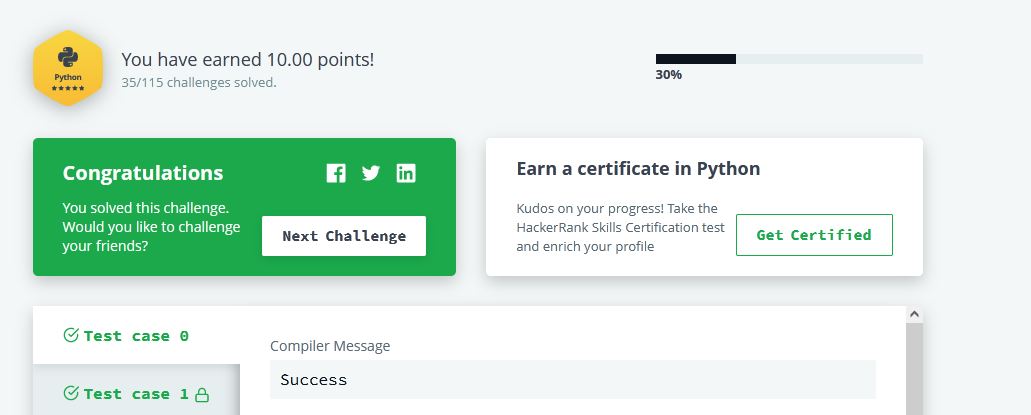 Python
You have earned 10.00 points!
35/115 challenges solved.
30%
Congratulations
You solved this challenge.
Would you like to challenge
your friends?
Next Challenge
Earn a certificate in Python
Kudos on your progress! Take the
HackerRank Skills Certification test
and enrich your profile
Get Certified
Test case 0
Test case 1
Compiler Message
Success